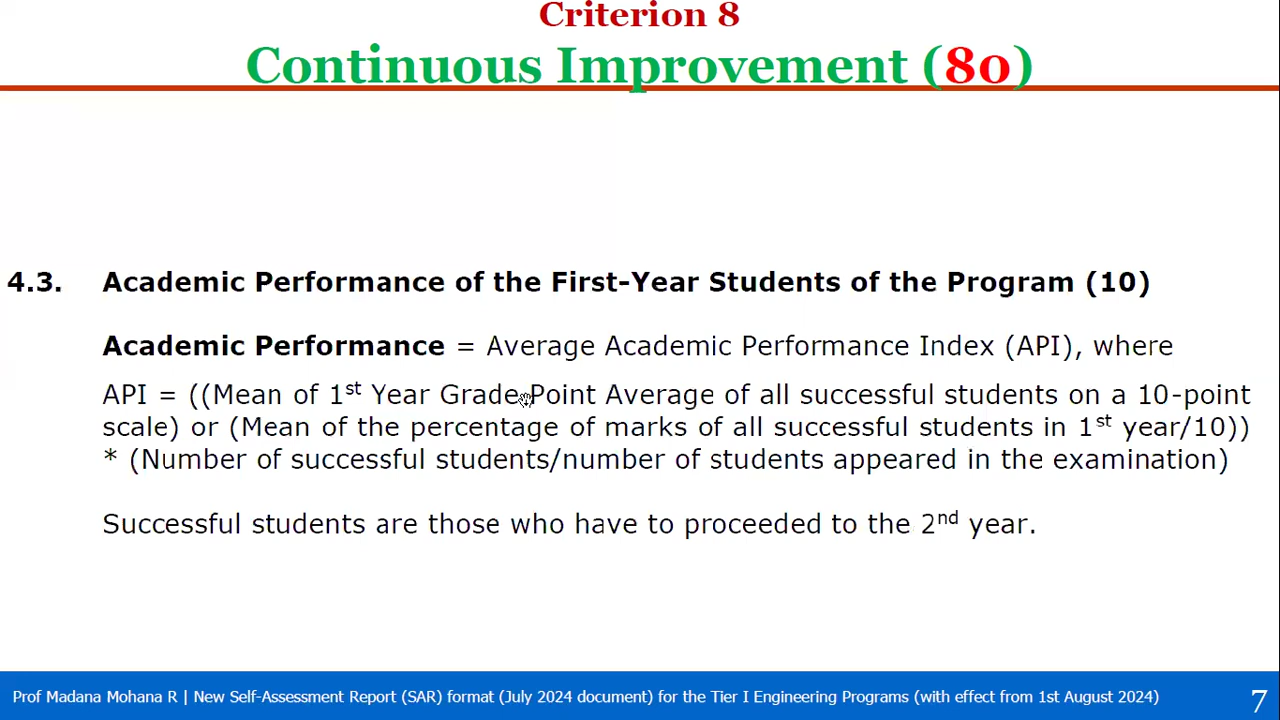 Criterion 8
Continuous Improvement (80)
4.3. Academic Performance of the First-Year Students of the Program (10)
Academic Performance = Average Academic Performance Index (API), where
API = ((Mean of 1st Year Grade Point Average of all successful students on a 10-point
scale) or (Mean of the percentage of marks of all successful students in 1st year/10))
* (Number of successful students/number of students appeared in the examination)
Successful students are those who have to proceeded to the 2nd year.
Prof Madana Mohana R | New Self-Assessment Report (SAR) format (July 2024 document) for the Tier I Engineering Programs (with effect from 1st August 2024) 7